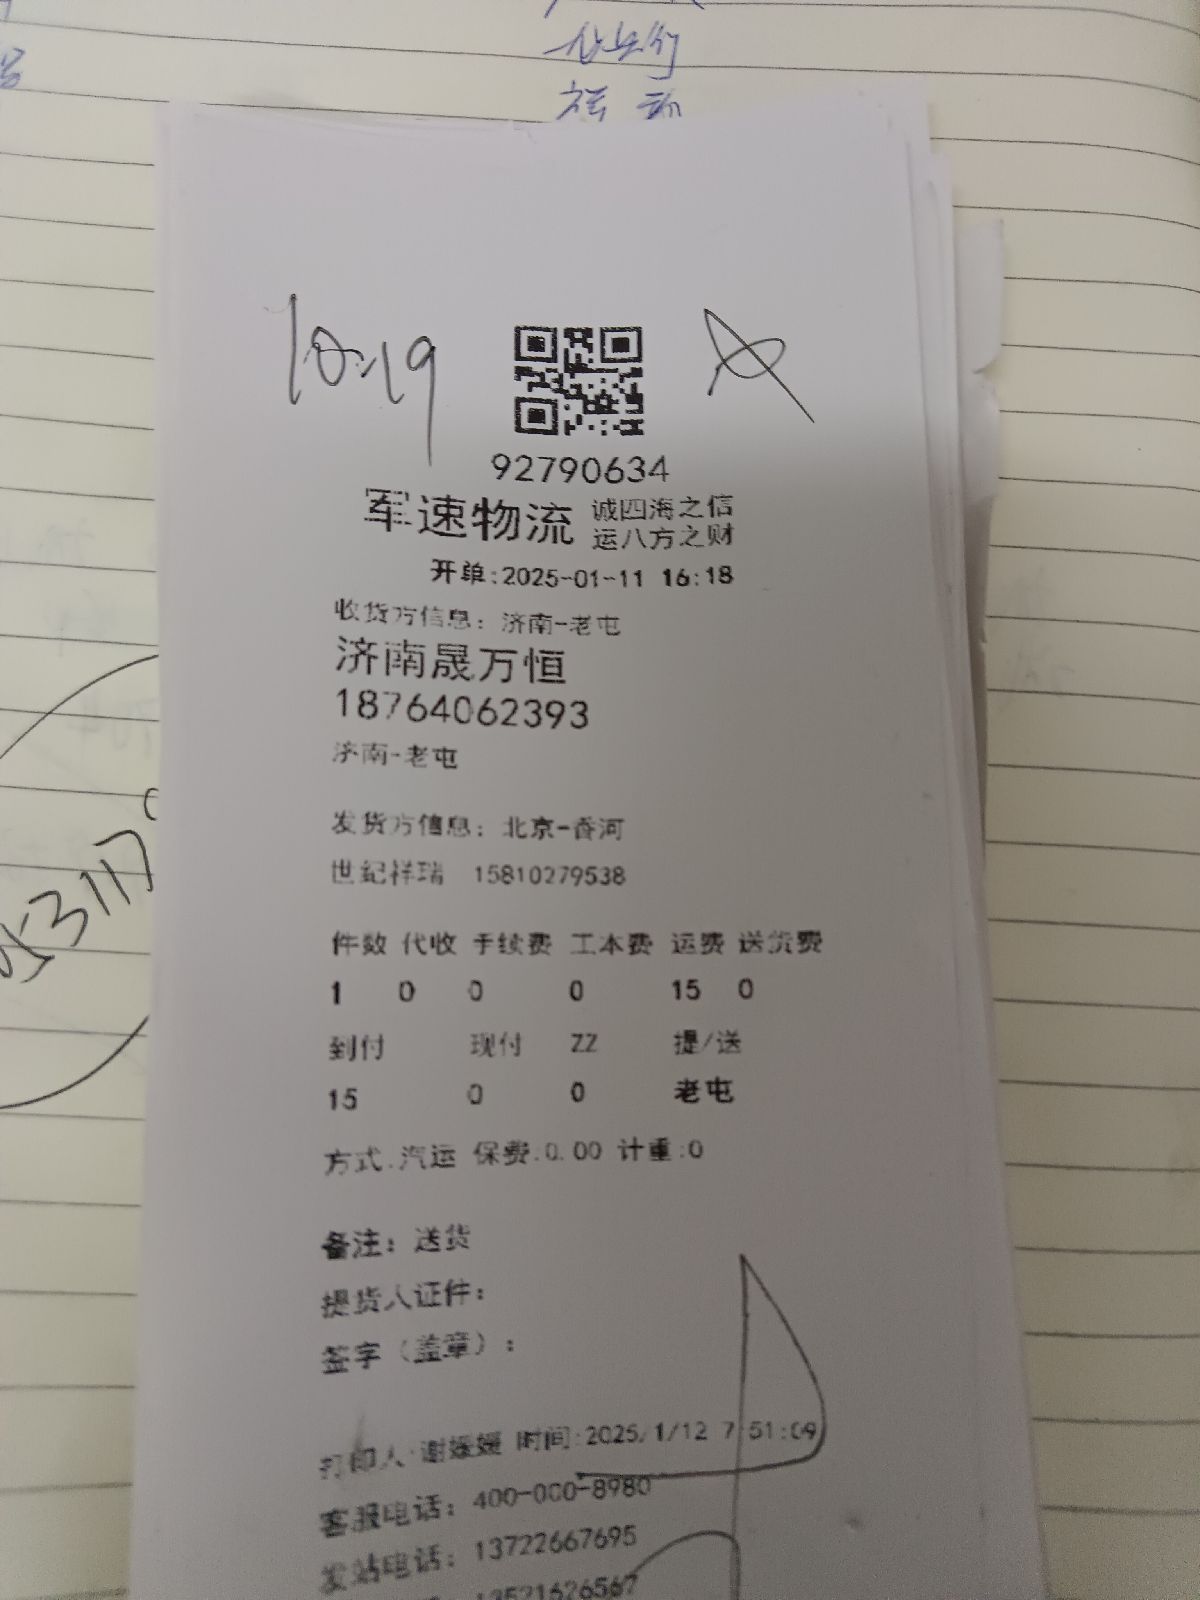 10:19
92790634
军速物流 诚四海之信
运八方之财
开单:2025-01-11 16:18
收货方信息: 济南-老屯
济南晟万恒
18764062393
济南-老屯
发货方信息: 北京-香河
世纪祥瑞 15810279538
件数 代收 手续费 工本费 运费 送货费
1 0 0 0 15 0
到付 现付 ZZ 提/送
15 0 0 老屯
方式:汽运 保费:0.00 计重:0
备注: 送货
提货人证件:
签字（盖章）:
打印人:谢媛媛 时间:2025/1/12 7:51:09
客服电话: 400-000-8980
发站电话: 13722667695
13521626567